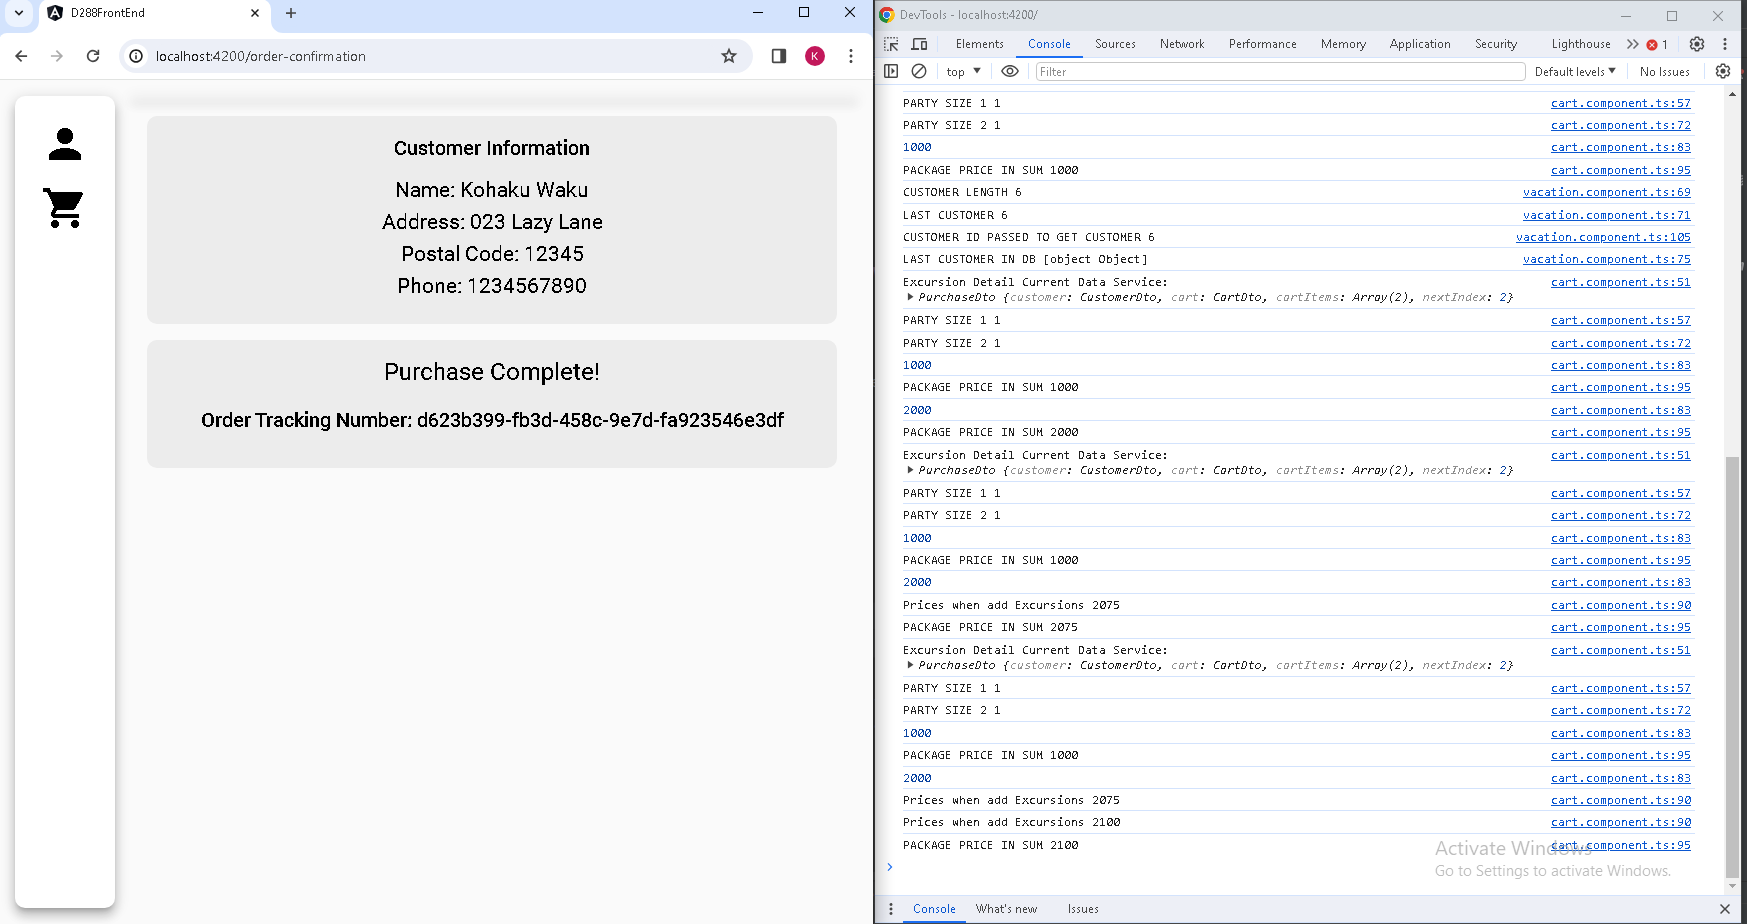 D288FrontEnd
localhost:4200/order-confirmation
K
Customer Information
Name: Kohaku Waku
Address: 023 Lazy Lane
Postal Code: 12345
Phone: 1234567890
Purchase Complete!
Order Tracking Number: d623b399-fb3d-458c-9e7d-fa923546e3df
DevTools - localhost:4200/
Elements Console Sources Network Performance Memory Application Security Lighthouse 1
top Filter Default levels No Issues
PARTY SIZE 1 1 cart.component.ts:57
PARTY SIZE 2 1 cart.component.ts:72
1000 cart.component.ts:83
PACKAGE PRICE IN SUM 1000 cart.component.ts:95
CUSTOMER LENGTH 6 vacation.component.ts:69
LAST CUSTOMER 6 vacation.component.ts:71
CUSTOMER ID PASSED TO GET CUSTOMER 6 vacation.component.ts:105
LAST CUSTOMER IN DB [object Object] vacation.component.ts:75
Excursion Detail Current Data Service: cart.component.ts:51
PurchaseDto {customer: CustomerDto, cart: CartDto, cartItems: Array(2), nextIndex: 2}
PARTY SIZE 1 1 cart.component.ts:57
PARTY SIZE 2 1 cart.component.ts:72
1000 cart.component.ts:83
PACKAGE PRICE IN SUM 1000 cart.component.ts:95
2000 cart.component.ts:83
PACKAGE PRICE IN SUM 2000 cart.component.ts:95
Excursion Detail Current Data Service: cart.component.ts:51
PurchaseDto {customer: CustomerDto, cart: CartDto, cartItems: Array(2), nextIndex: 2}
PARTY SIZE 1 1 cart.component.ts:57
PARTY SIZE 2 1 cart.component.ts:72
1000 cart.component.ts:83
PACKAGE PRICE IN SUM 1000 cart.component.ts:95
2000 cart.component.ts:83
Prices when add Excursions 2075 cart.component.ts:90
PACKAGE PRICE IN SUM 2075 cart.component.ts:95
Excursion Detail Current Data Service: cart.component.ts:51
PurchaseDto {customer: CustomerDto, cart: CartDto, cartItems: Array(2), nextIndex: 2}
PARTY SIZE 1 1 cart.component.ts:57
PARTY SIZE 2 1 cart.component.ts:72
1000 cart.component.ts:83
PACKAGE PRICE IN SUM 1000 cart.component.ts:95
2000 cart.component.ts:83
Prices when add Excursions 2075 cart.component.ts:90
Prices when add Excursions 2100 cart.component.ts:90
PACKAGE PRICE IN SUM 2100 cart.component.ts:95
Activate Windows
Go to Settings to activate Windows.
Console What's new Issues